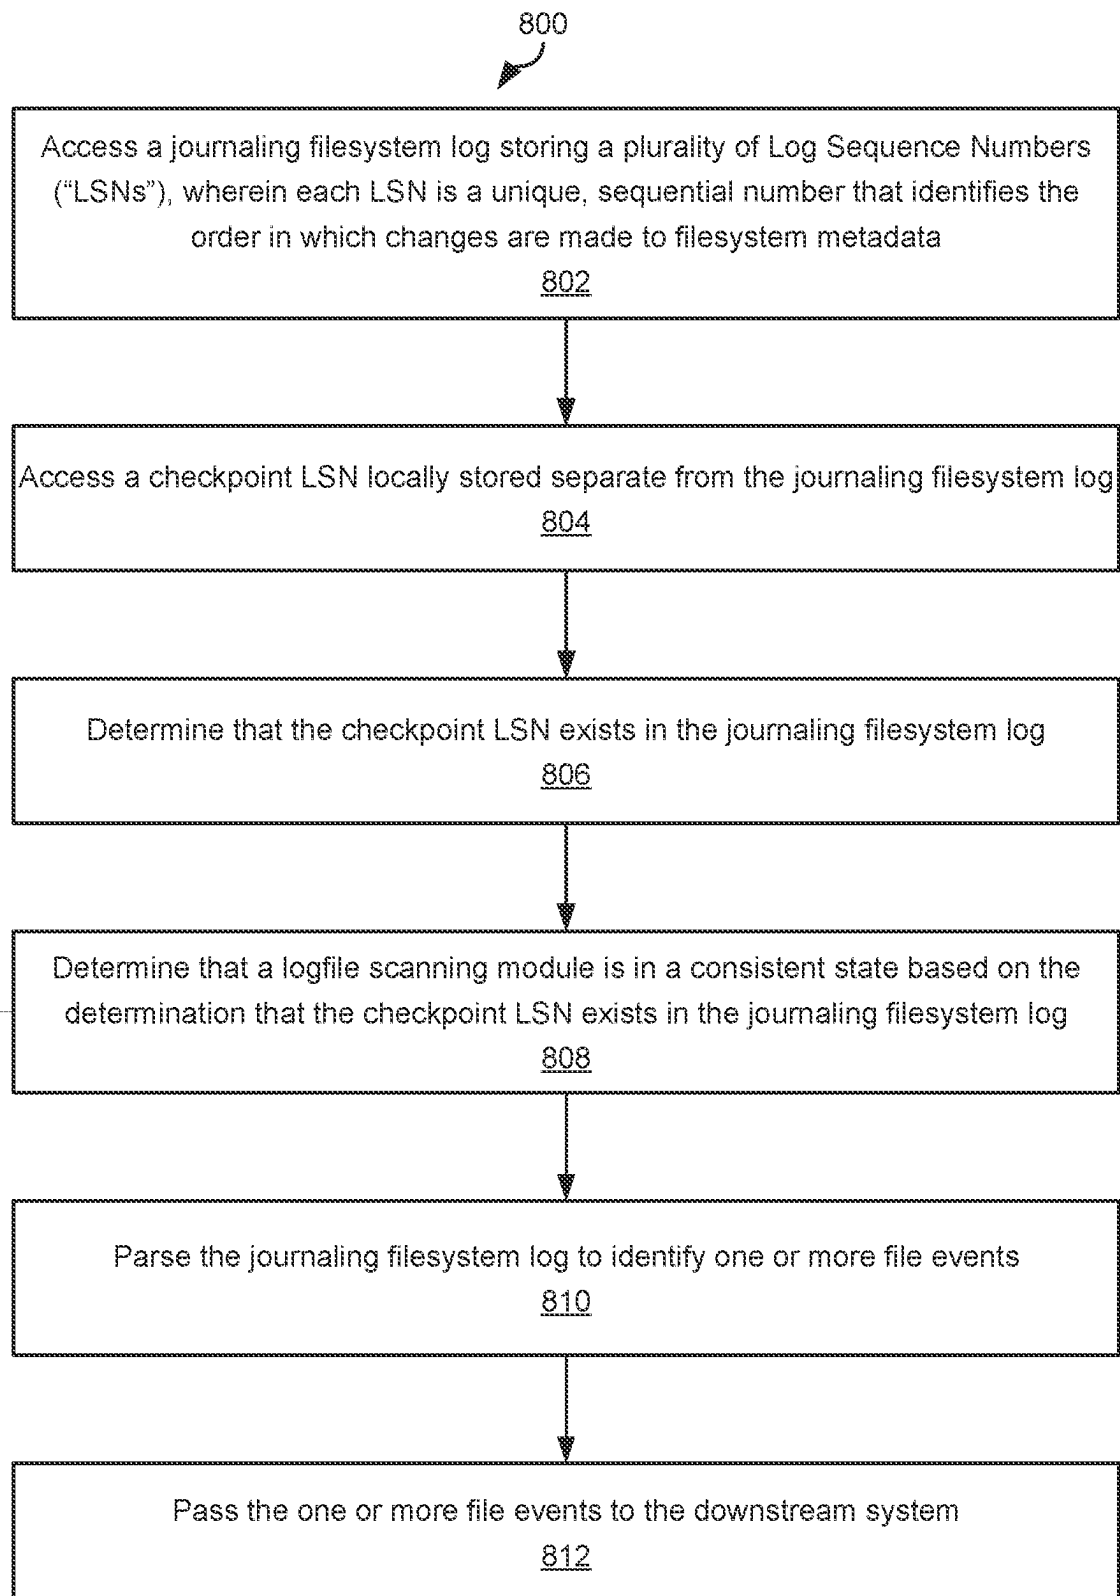 800
Access a journaling filesystem log storing a plurality of Log Sequence Numbers
(“LSNs”), wherein each LSN is a unique, sequential number that identifies the
order in which changes are made to filesystem metadata
802
Access a checkpoint LSN locally stored separate from the journaling filesystem log
804
Determine that the checkpoint LSN exists in the journaling filesystem log
806
Determine that a logfile scanning module is in a consistent state based on the
determination that the checkpoint LSN exists in the journaling filesystem log
808
Parse the journaling filesystem log to identify one or more file events
810
Pass the one or more file events to the downstream system
812